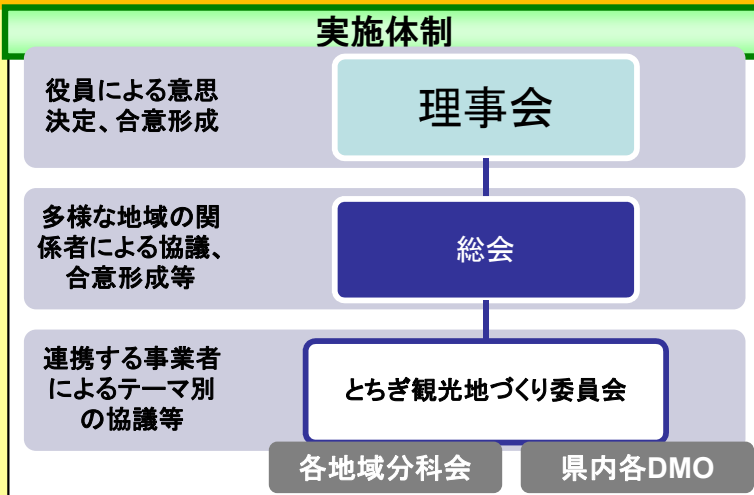 実施体制
役員による意思
決定、合意形成
理事会
多様な地域の関
係者による協議、
合意形成等
総会
連携する事業者
によるテーマ別
の協議等
とちぎ観光地づくり委員会
各地域分科会
県内各DMO